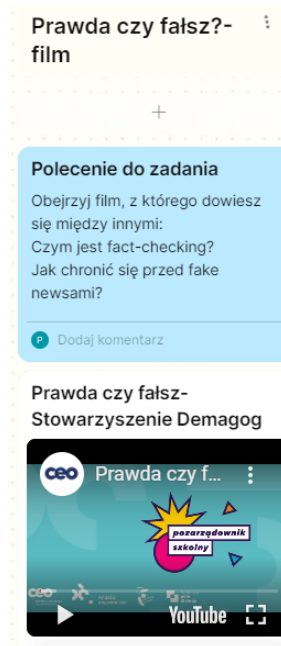 Prawda czy fałsz?-
film
Polecenie do zadania
Obejrzyj film, z którego dowiesz
się między innymi:
Czym jest fact-checking?
Jak chronić się przed fake
newsami?
P Dodaj komentarz
Prawda czy fałsz-
Stowarzyszenie Demagog
ceo Prawda czy f...
pozarządownik
szkolny
ceo
YouTube